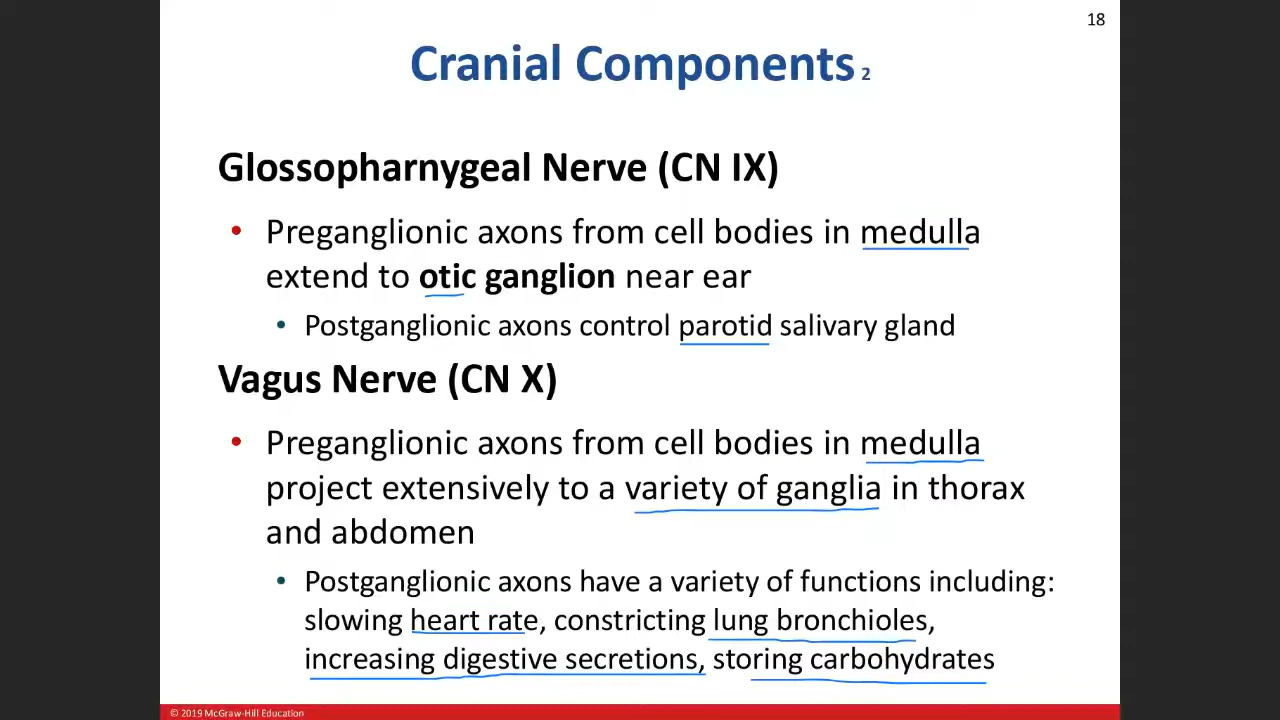 18
Cranial Components 2
Glossopharnygeal Nerve (CN IX)
• Preganglionic axons from cell bodies in medulla
extend to otic ganglion near ear
• Postganglionic axons control parotid salivary gland
Vagus Nerve (CN X)
• Preganglionic axons from cell bodies in medulla
project extensively to a variety of ganglia in thorax
and abdomen
• Postganglionic axons have a variety of functions including:
slowing heart rate, constricting lung bronchioles,
increasing digestive secretions, storing carbohydrates
© 2019 McGraw-Hill Education